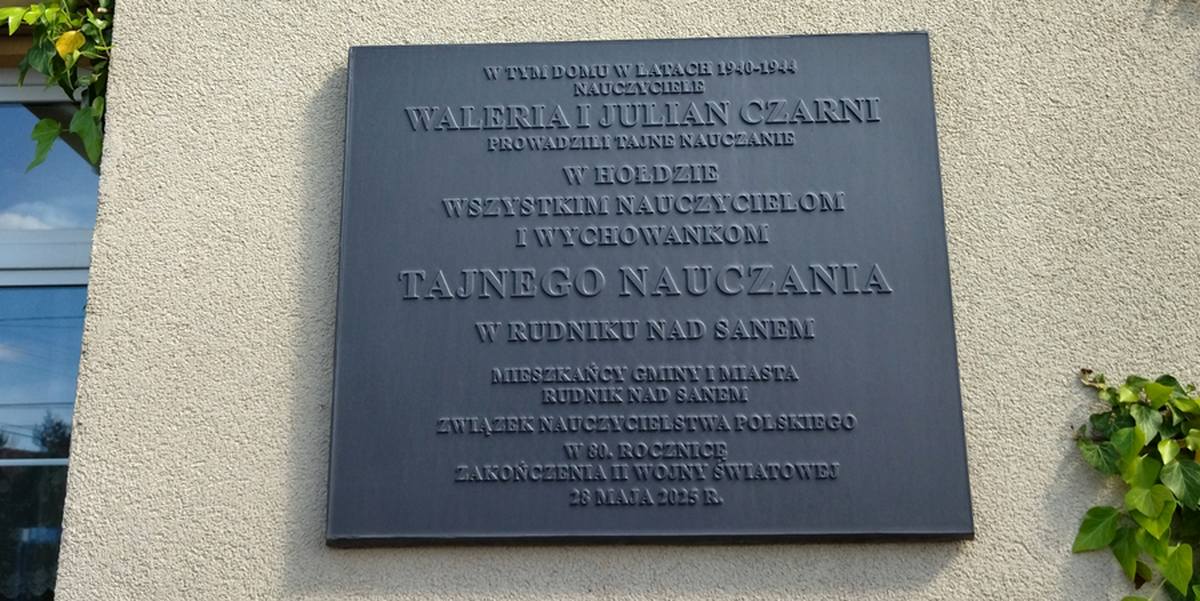 W TYM DOMU W LATACH 1940-1944
NAUCZYCIELE
WALERIA I JULIAN CZARNI
PROWADZILI TAJNE NAUCZANIE
W HOŁDZIE
WSZYSTKIM NAUCZYCIELOM
I WYCHOWANKOM
TAJNEGO NAUCZANIA
W RUDNIKU NAD SANEM
MIESZKAŃCY GMINY I MIASTA
RUDNIK NAD SANEM
ZWIĄZEK NAUCZYCIELSTWA POLSKIEGO
W 80. ROCZNICĘ
ZAKOŃCZENIA II WOJNY ŚWIATOWEJ
28 MAJA 2025 R.